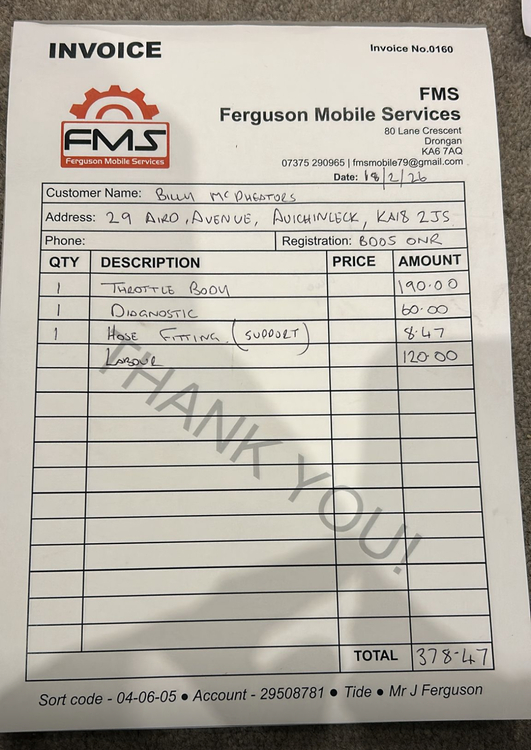 INVOICE
Invoice No.0160
FMS
Ferguson Mobile Services
FMS
Ferguson Mobile Services
80 Lane Crescent
Drongan
KA6 7AQ
07375 290965 | fmsmobile79@gmail.com
Date: 18/2/26
Customer Name: BILLY MCPHEATORS
Address: 29 AIRD, AVENUE, AUICHINLECK, KA18 2JS
Phone: Registration: BOO5 ONR
QTY DESCRIPTION PRICE AMOUNT
1 THROTTLE BODY 190.00
1 DIAGNOSTIC 60.00
1 HOSE FITTING. (SUPPORT) 8.47
LABOUR 120.00
THANK YOU!
TOTAL 378-47
Sort code - 04-06-05 ● Account - 29508781 ● Tide ● Mr J Ferguson